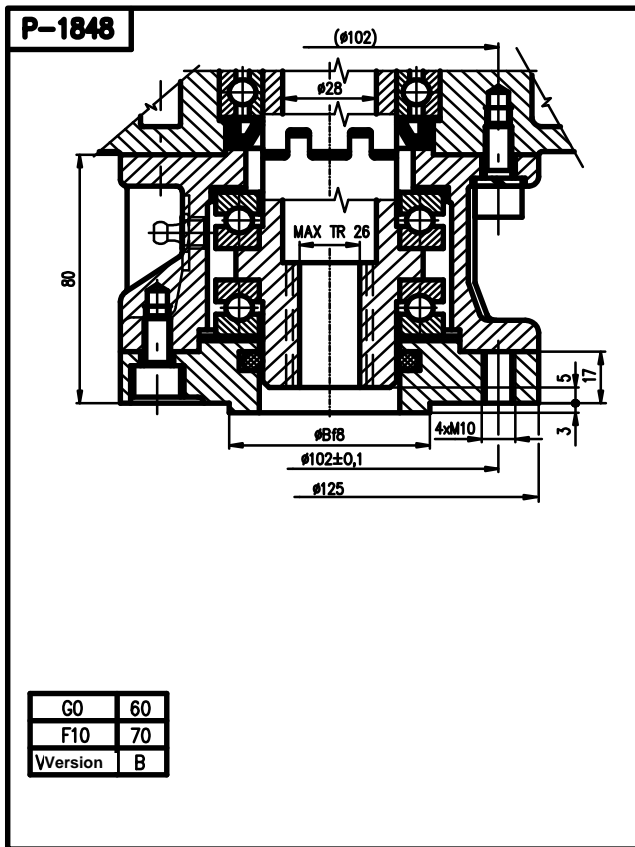 P-1848
(ø102)
ø28
MAX TR 26
80
5
17
3
4xM10
øBf8
ø102±0,1
ø125
G0 60
F10 70
VVersion B